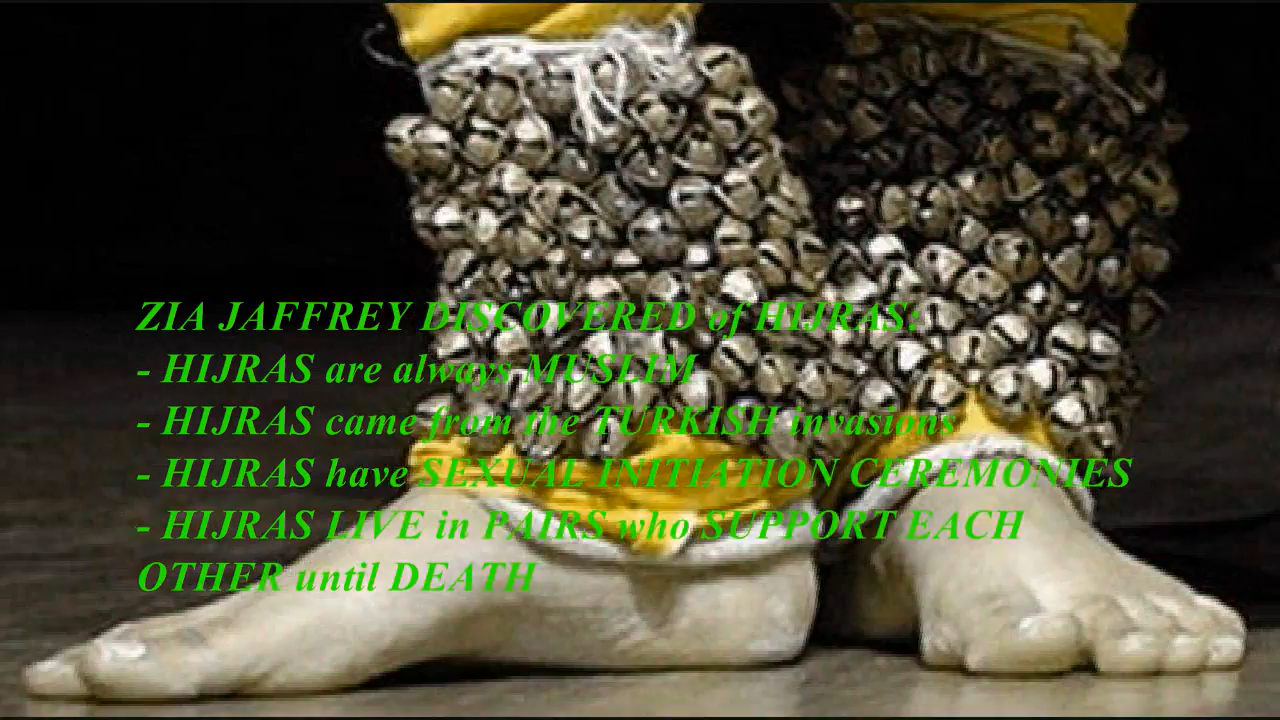 ZIA JAFFREY DISCOVERED of HIJRAS:
- HIJRAS are always MUSLIM
- HIJRAS came from the TURKISH invasions
- HIJRAS have SEXUAL INITIATION CEREMONIES
- HIJRAS LIVE in PAIRS who SUPPORT EACH
OTHER until DEATH